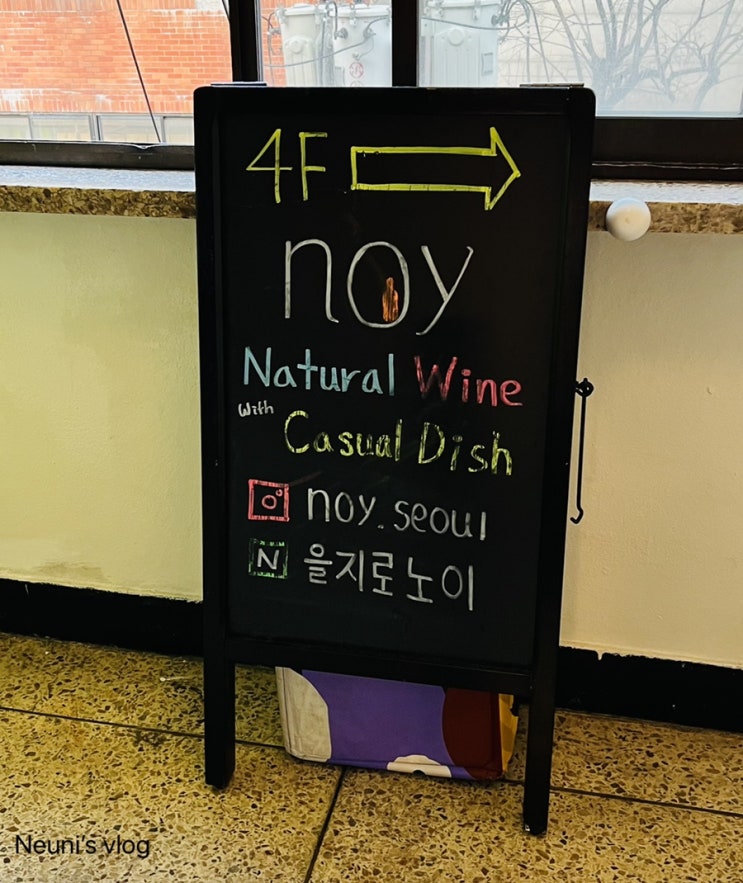 4F
noy
Natural Wine
With Casual Dish
noy.seoul
N 을지로노이
Neuni's vlog